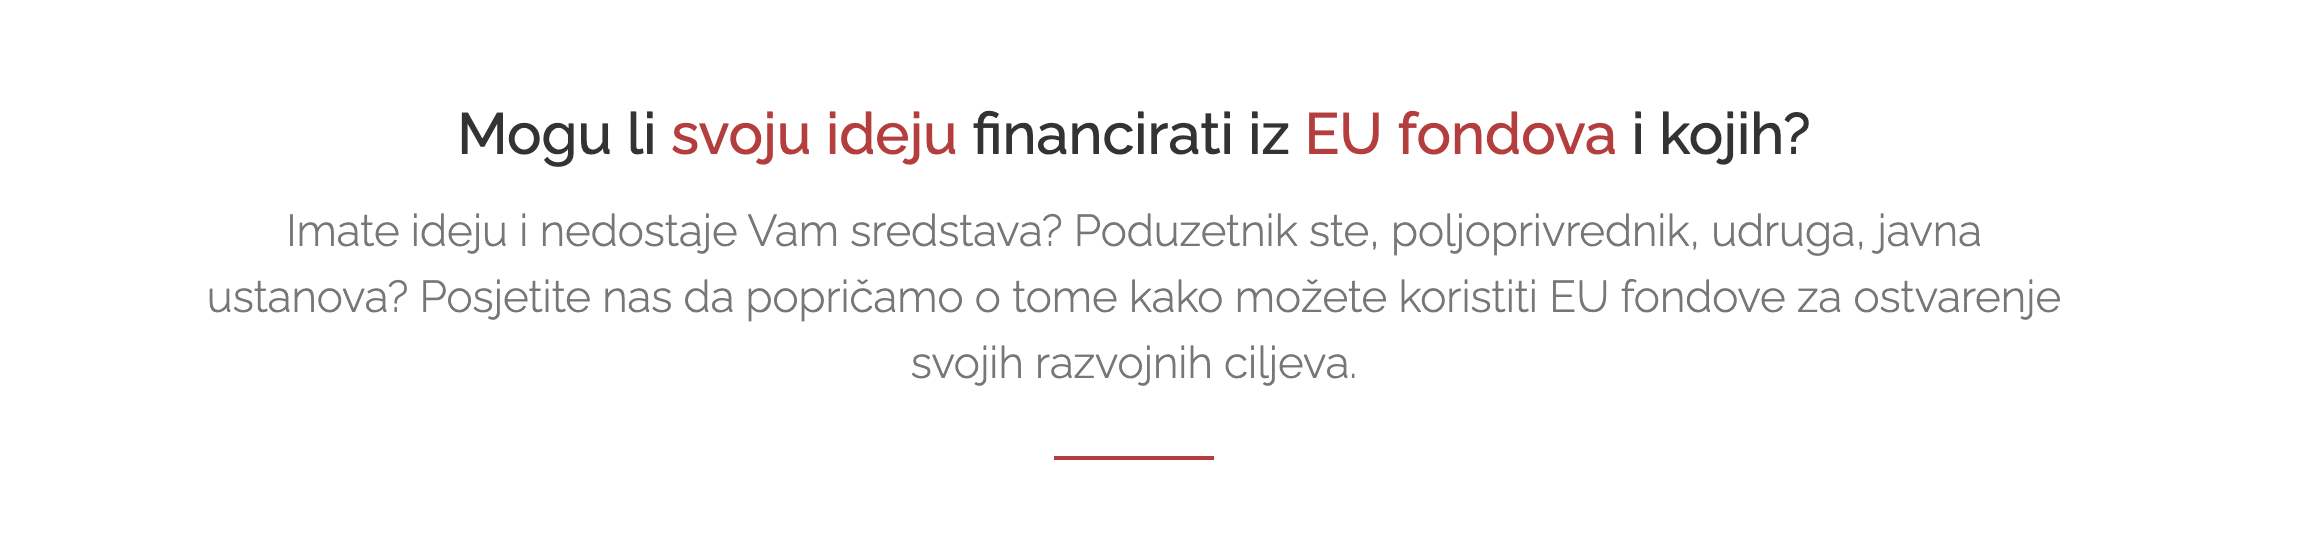 Mogu li svoju ideju financirati iz EU fondova i kojih?
Imate ideju i nedostaje Vam sredstava? Poduzetnik ste, poljoprivrednik, udruga, javna
ustanova? Posjetite nas da popričamo o tome kako možete koristiti EU fondove za ostvarenje
svojih razvojnih ciljeva.